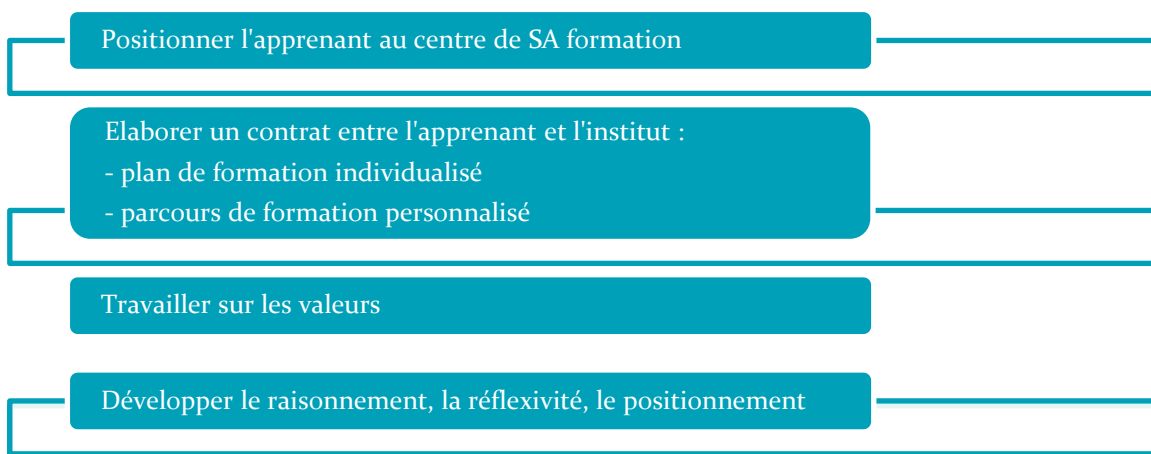 Positionner l'apprenant au centre de SA formation
Elaborer un contrat entre l'apprenant et l'institut :
- plan de formation individualisé
- parcours de formation personnalisé
Travailler sur les valeurs
Développer le raisonnement, la réflexivité, le positionnement